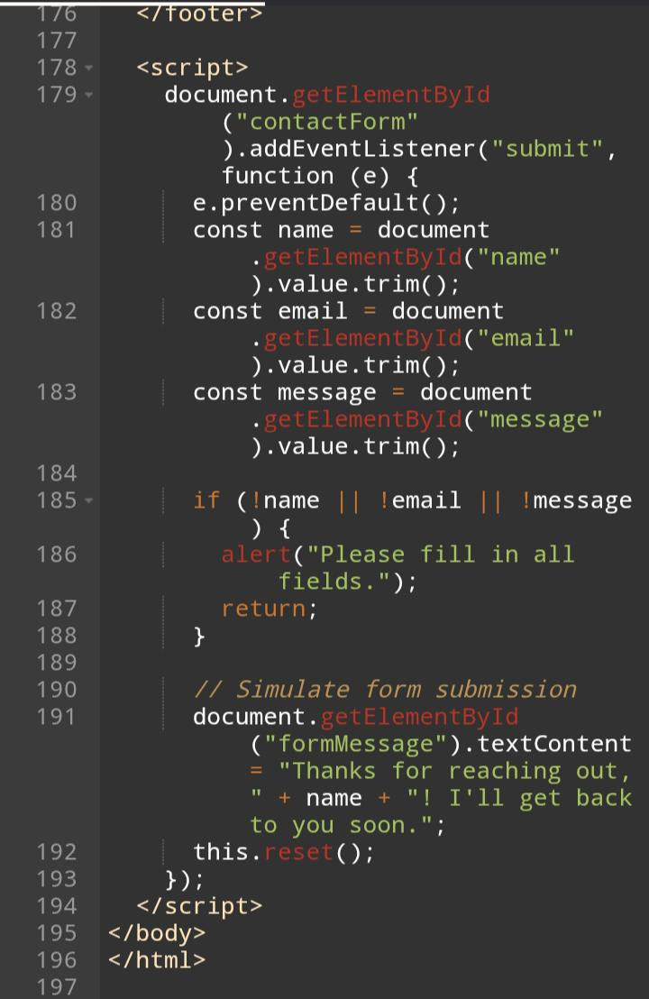 176 </footer>
177
178 <script>
179 document.getElementById
("contactForm"
).addEventListener("submit",
function (e) {
180 e.preventDefault();
181 const name = document
.getElementById("name"
).value.trim();
182 const email = document
.getElementById("email"
).value.trim();
183 const message = document
.getElementById("message"
).value.trim();
184
185 if (!name || !email || !message
) {
186 alert("Please fill in all
fields.");
187 return;
188 }
189
190 // Simulate form submission
191 document.getElementById
("formMessage").textContent
= "Thanks for reaching out,
" + name + "! I'll get back
to you soon.";
192 this.reset();
193 });
194 </script>
195 </body>
196 </html>
197